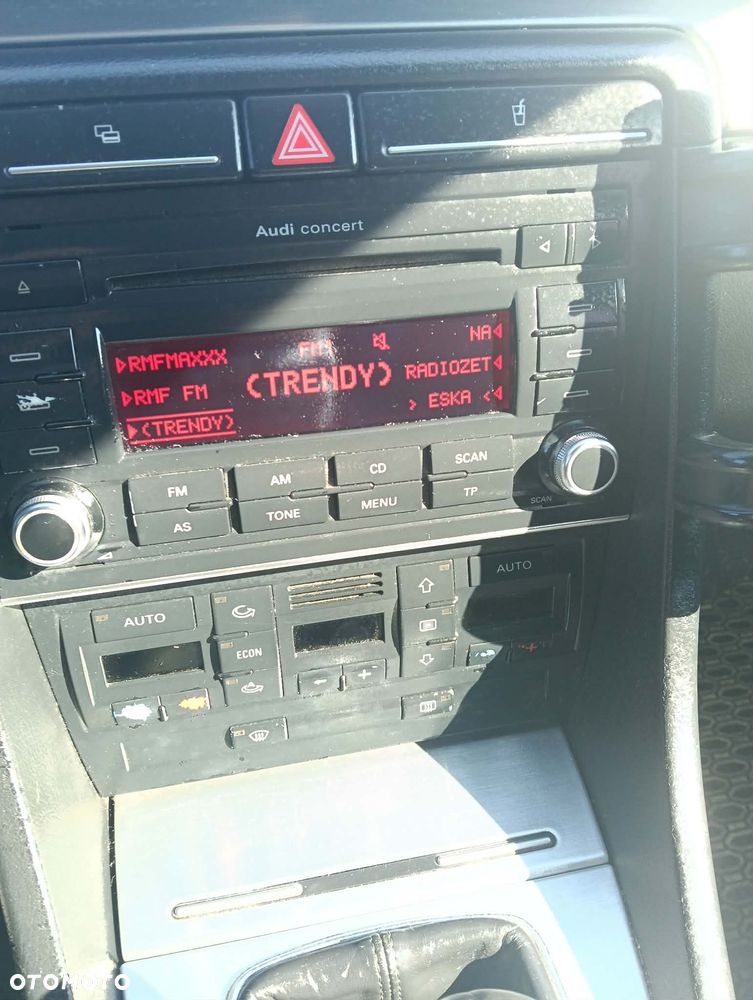 Audi concert
FM
▷RMFMAXXX
NA◁
▷RMF FM
(TRENDY)
RADIOZET◁
▶(TRENDY)
> ESKA <◁
FM
AM
CD
SCAN
AS
TONE
MENU
TP
SCAN
AUTO
AUTO
ECON
OTOMOTO